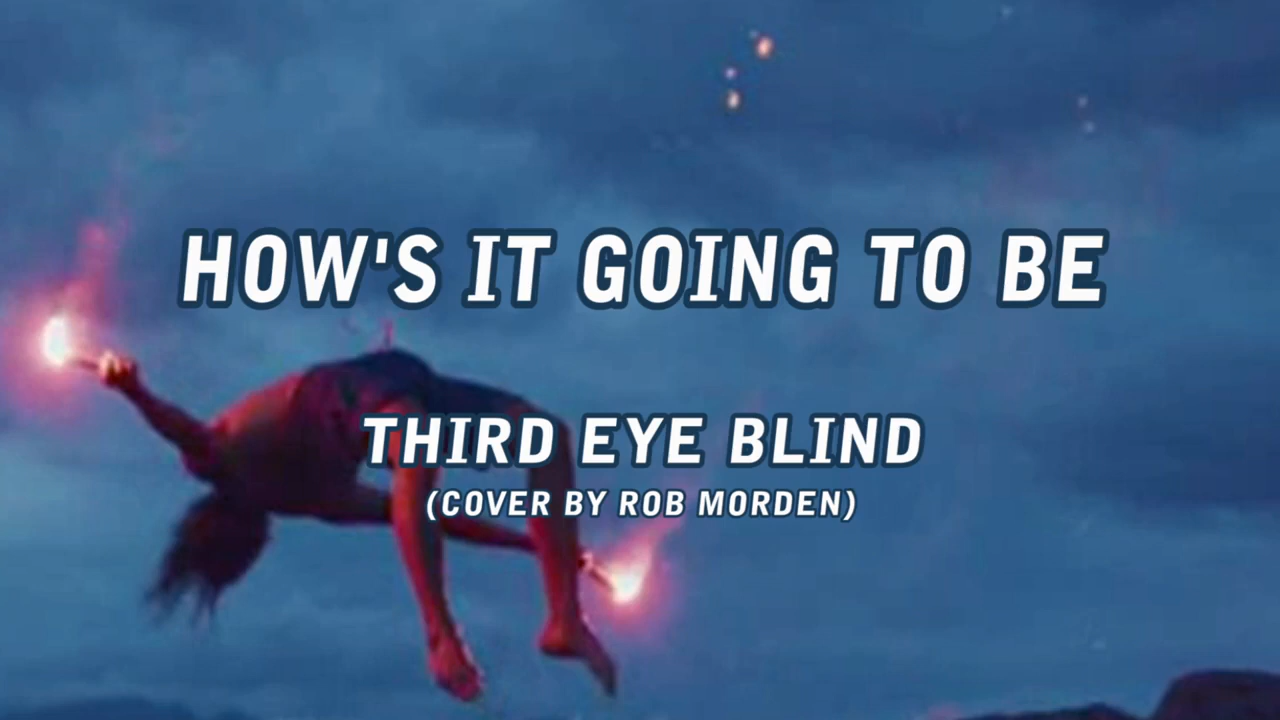 HOW'S IT GOING TO BE
THIRD EYE BLIND
(COVER BY ROB MORDEN)